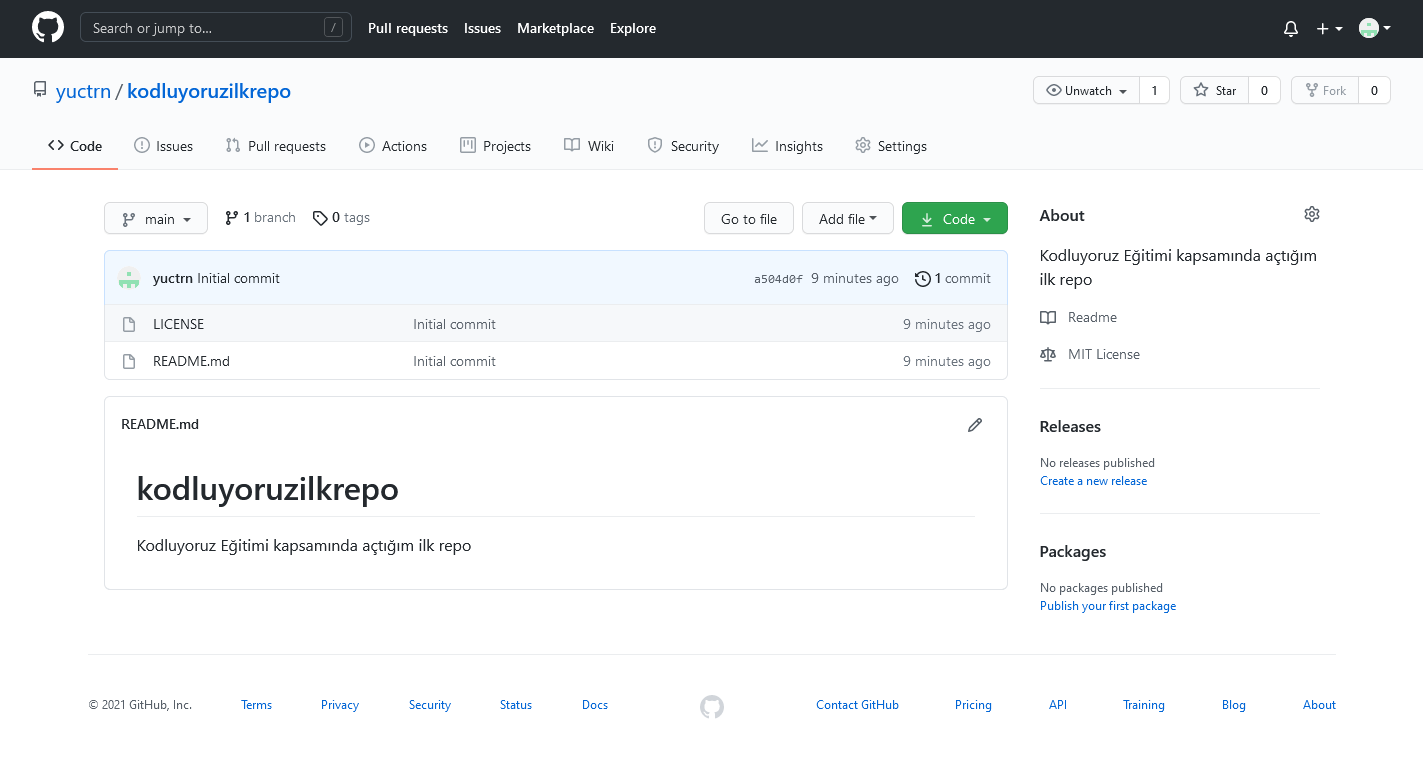 Search or jump to... /
Pull requests Issues Marketplace Explore
yuctrn / kodluyoruzilkrepo
Unwatch 1 Star 0 Fork 0
Code Issues Pull requests Actions Projects Wiki Security Insights Settings
main 1 branch 0 tags Go to file Add file Code
yuctrn Initial commit a504d0f 9 minutes ago 1 commit
LICENSE Initial commit 9 minutes ago
README.md Initial commit 9 minutes ago
README.md
kodluyoruzilkrepo
Kodluyoruz Eğitimi kapsamında açtığım ilk repo
About
Kodluyoruz Eğitimi kapsamında açtığım
ilk repo
Readme
MIT License
Releases
No releases published
Create a new release
Packages
No packages published
Publish your first package
© 2021 GitHub, Inc. Terms Privacy Security Status Docs Contact GitHub Pricing API Training Blog About